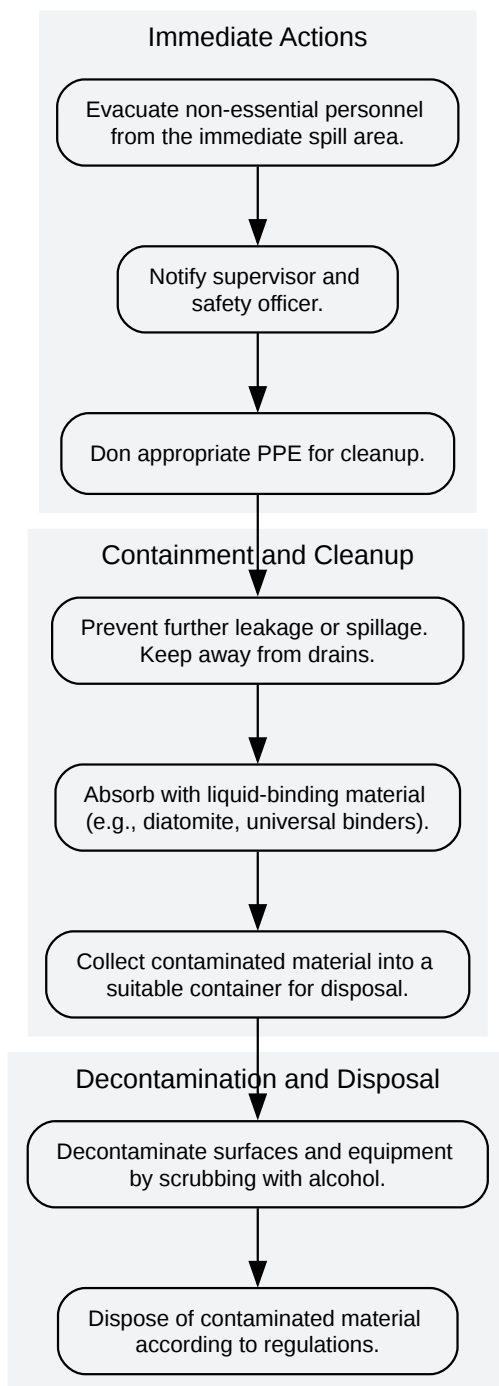 Immediate Actions
Evacuate non-essential personnel
from the immediate spill area.
Notify supervisor and
safety officer.
Don appropriate PPE for cleanup.
Containment and Cleanup
Prevent further leakage or spillage.
Keep away from drains.
Absorb with liquid-binding material
(e.g., diatomite, universal binders).
Collect contaminated material into a
suitable container for disposal.
Decontamination and Disposal
Decontaminate surfaces and equipment
by scrubbing with alcohol.
Dispose of contaminated material
according to regulations.